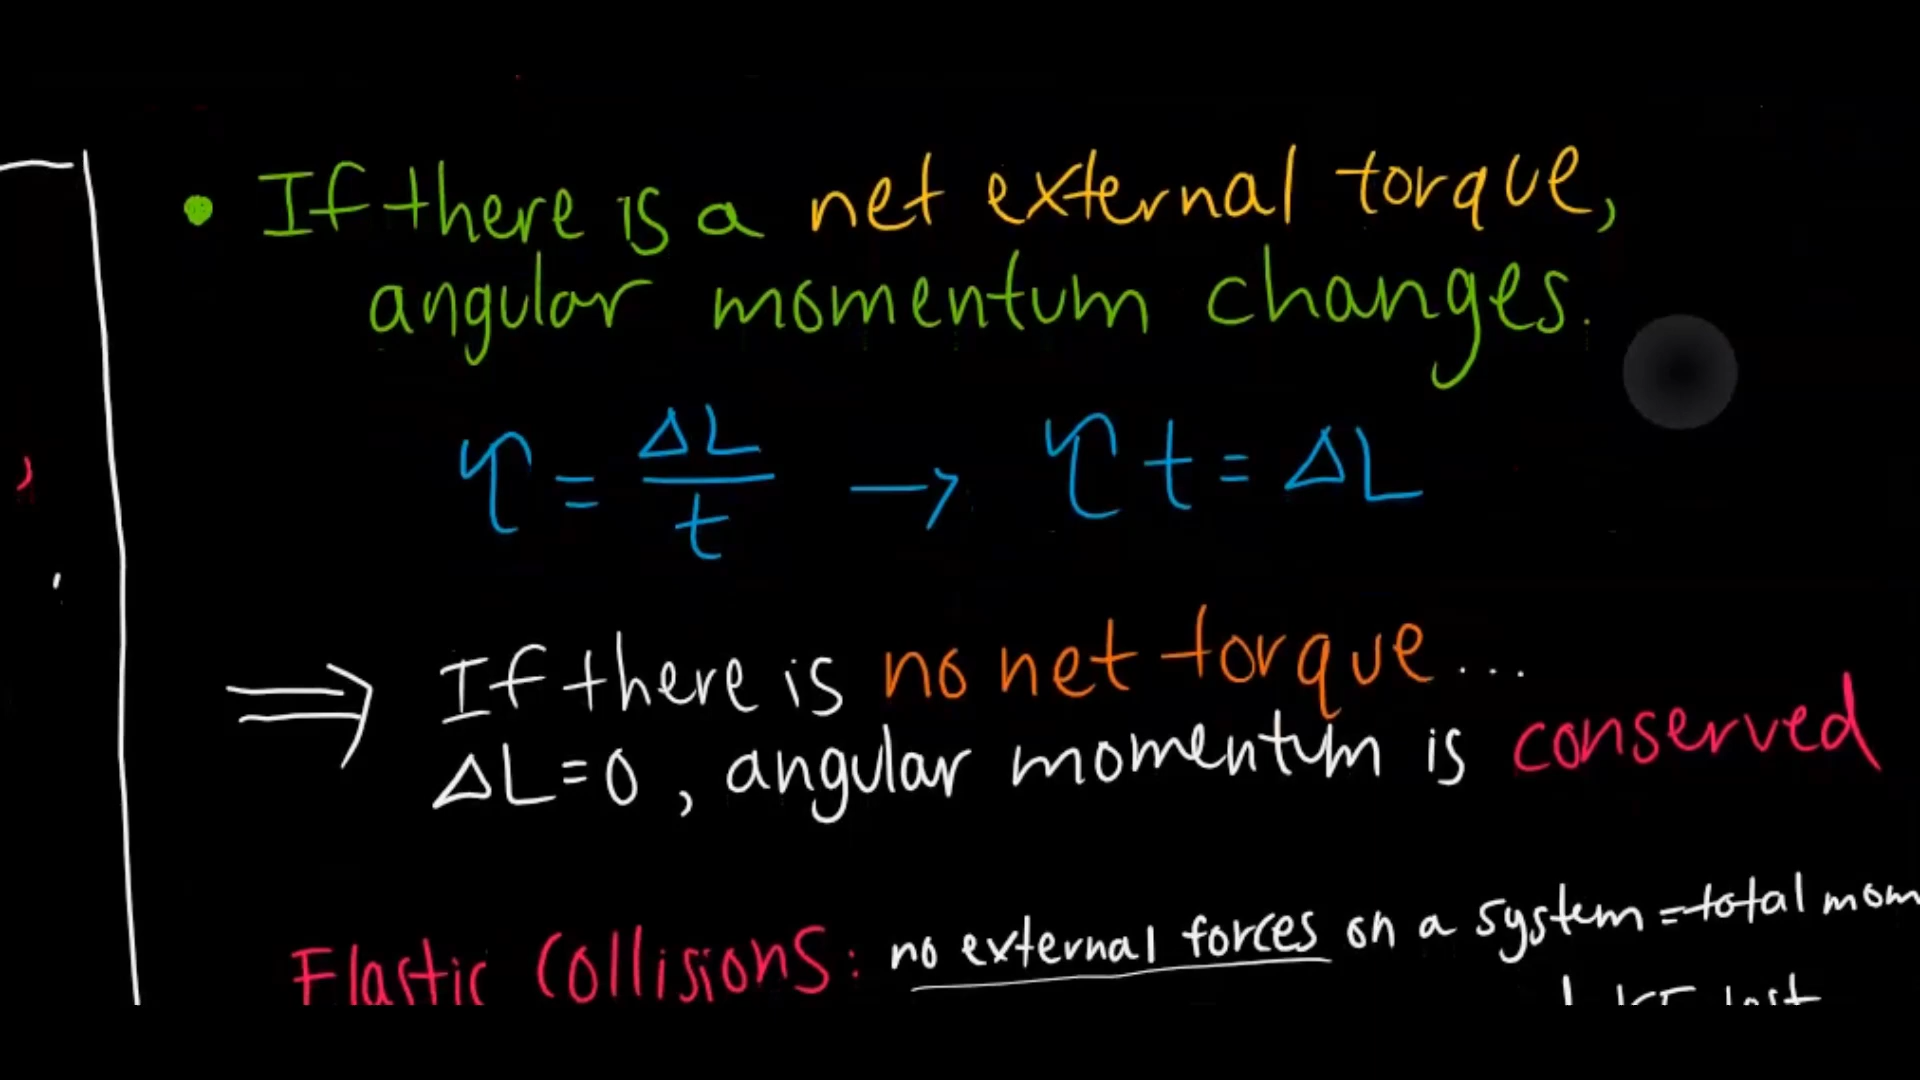 • If there is a net external torque,
angular momentum changes.
τ = ΔL/t → τt = ΔL
⇒ If there is no net torque...
ΔL=0, angular momentum is conserved
Elastic Collisions: no external forces on a system = total mom
lost